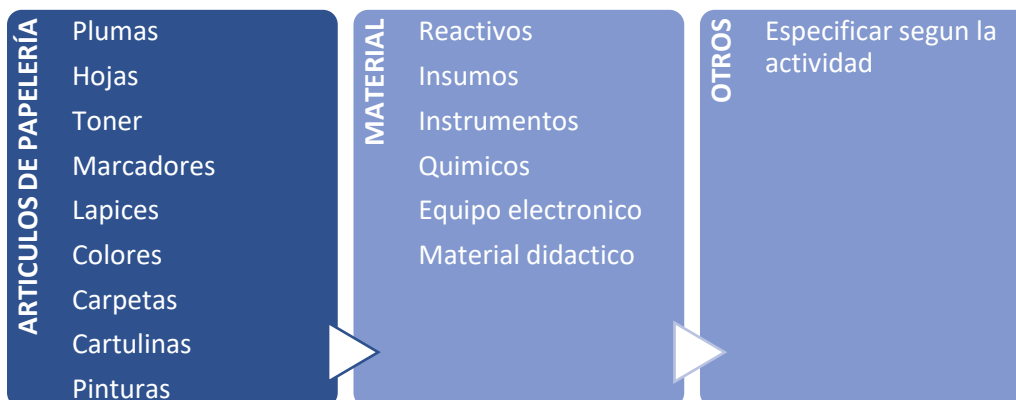 ARTICULOS DE PAPELERÍA
Plumas
Hojas
Toner
Marcadores
Lapices
Colores
Carpetas
Cartulinas
Pinturas
MATERIAL
Reactivos
Insumos
Instrumentos
Quimicos
Equipo electronico
Material didactico
OTROS
Especificar segun la
actividad